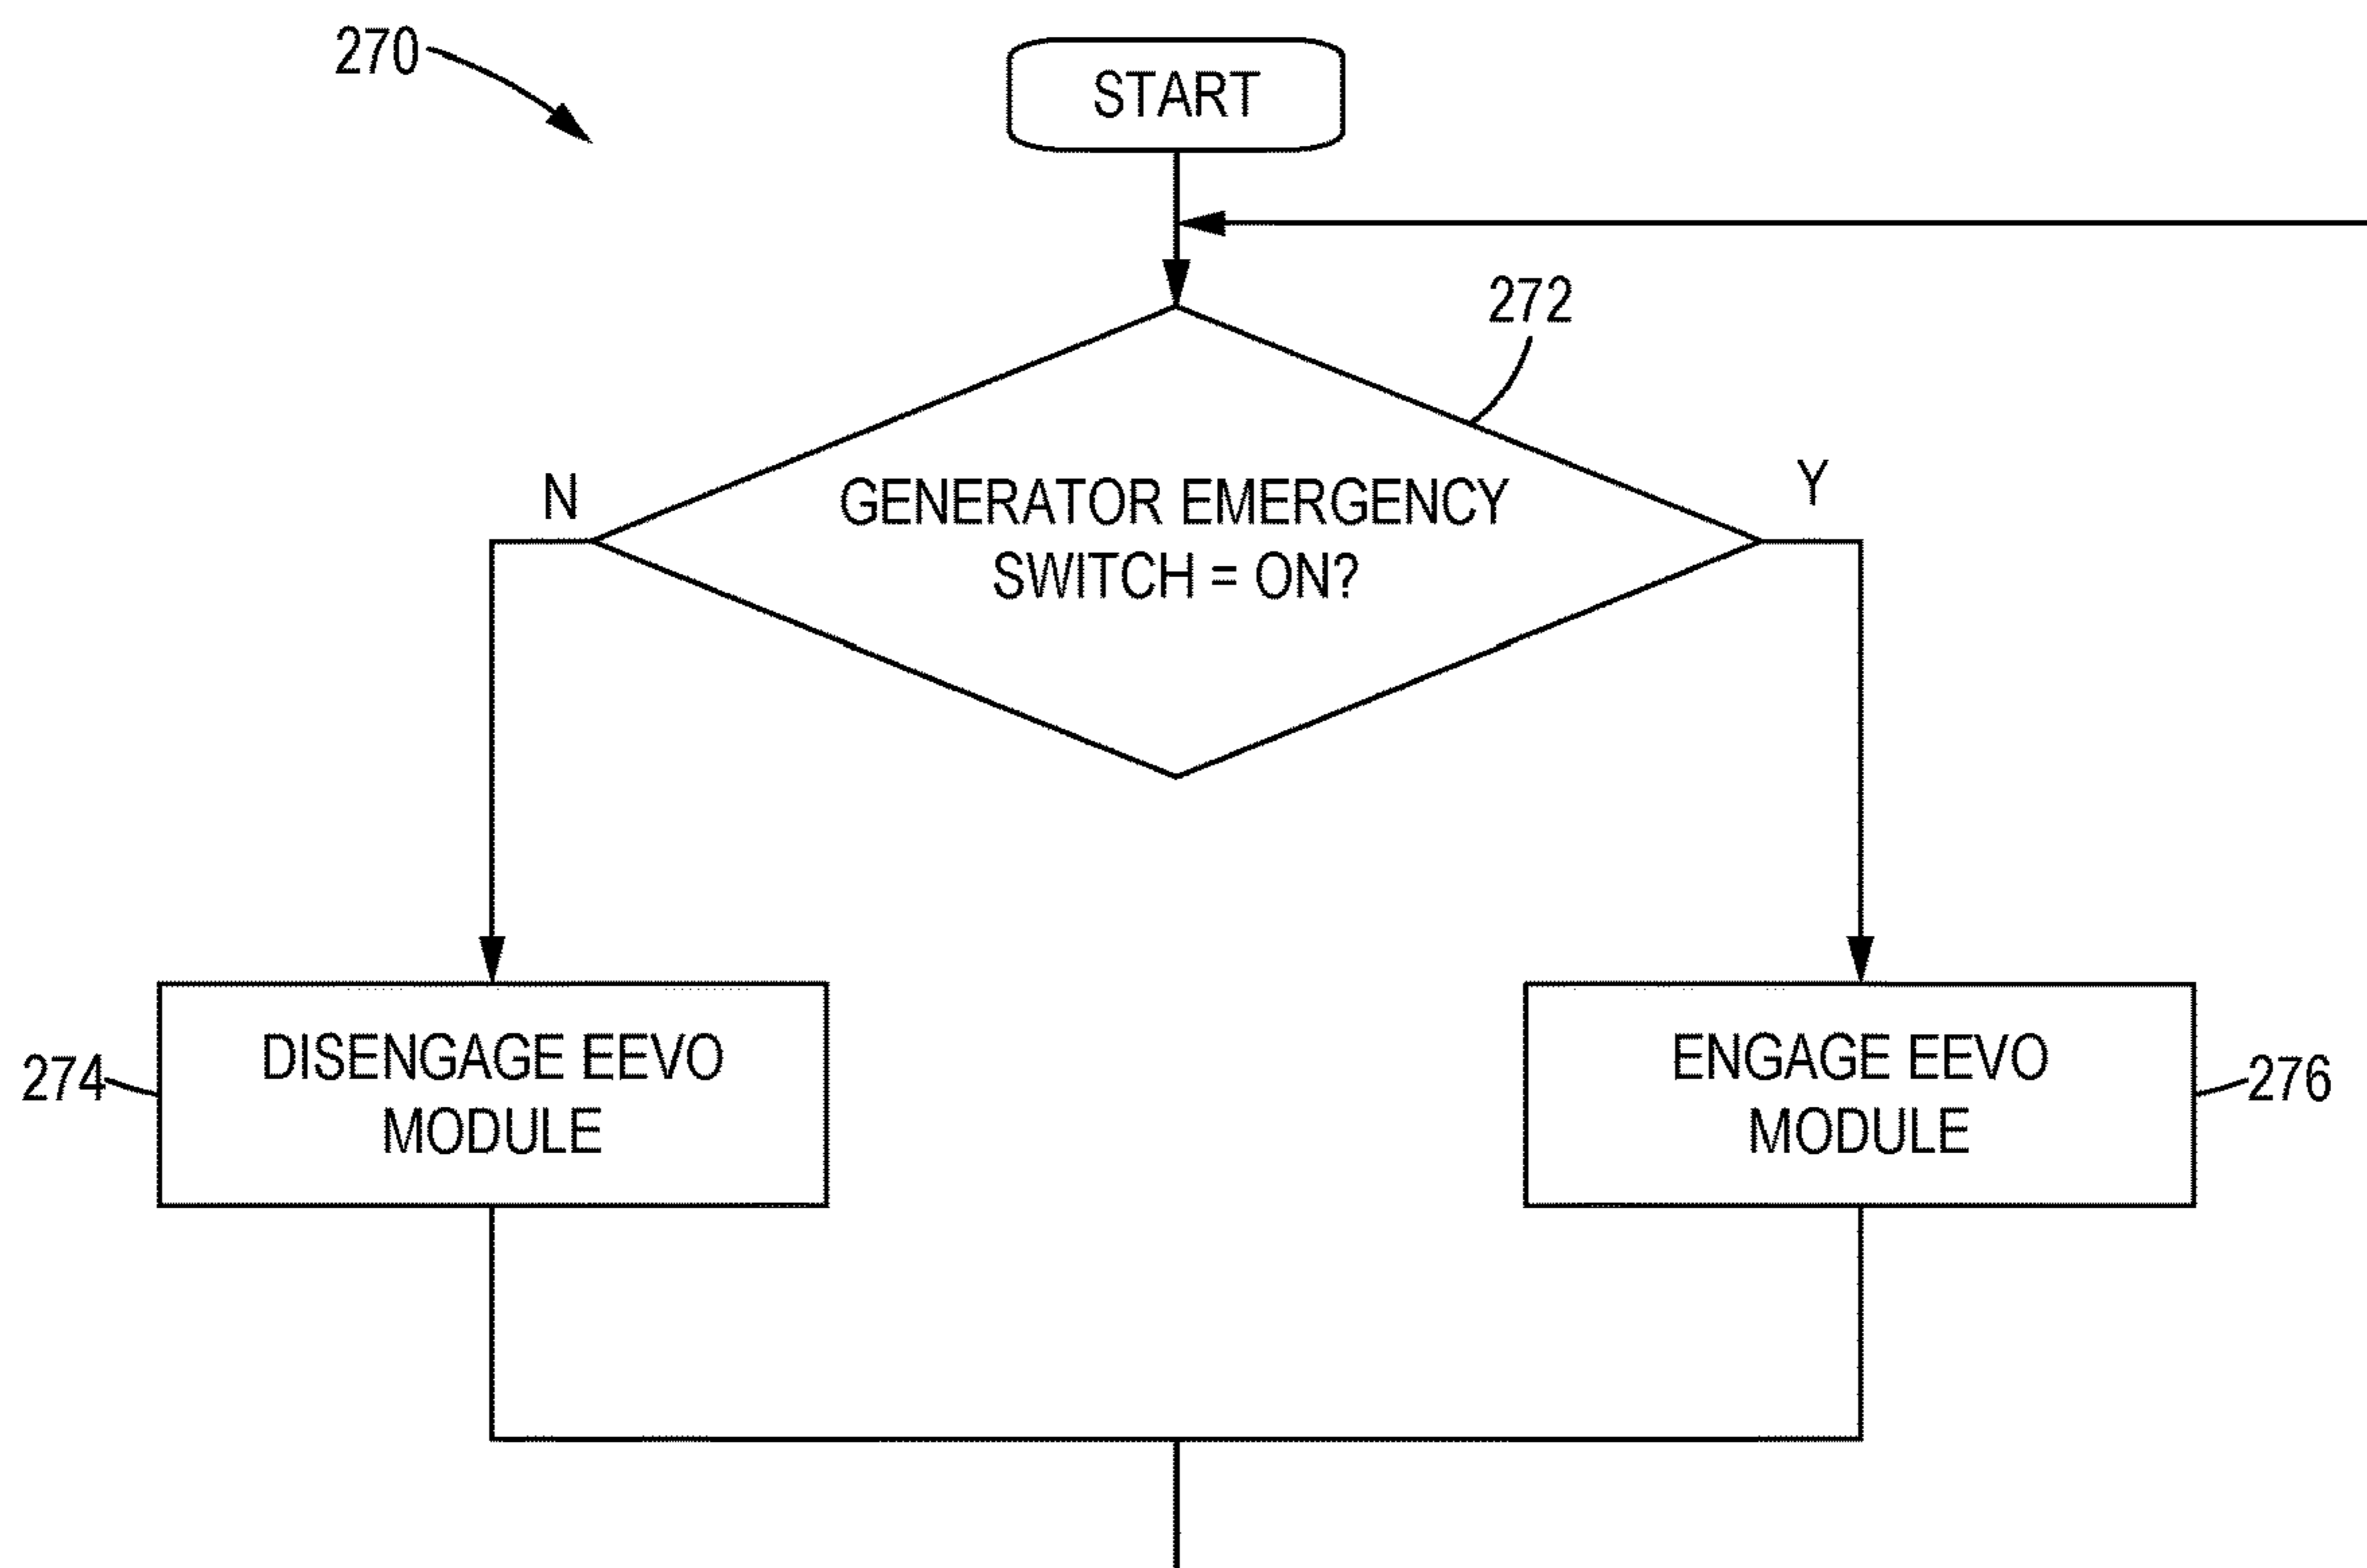 270
START
272
N
Y
GENERATOR EMERGENCY
SWITCH = ON?
274
DISENGAGE EEVO
MODULE
ENGAGE EEVO
MODULE
276